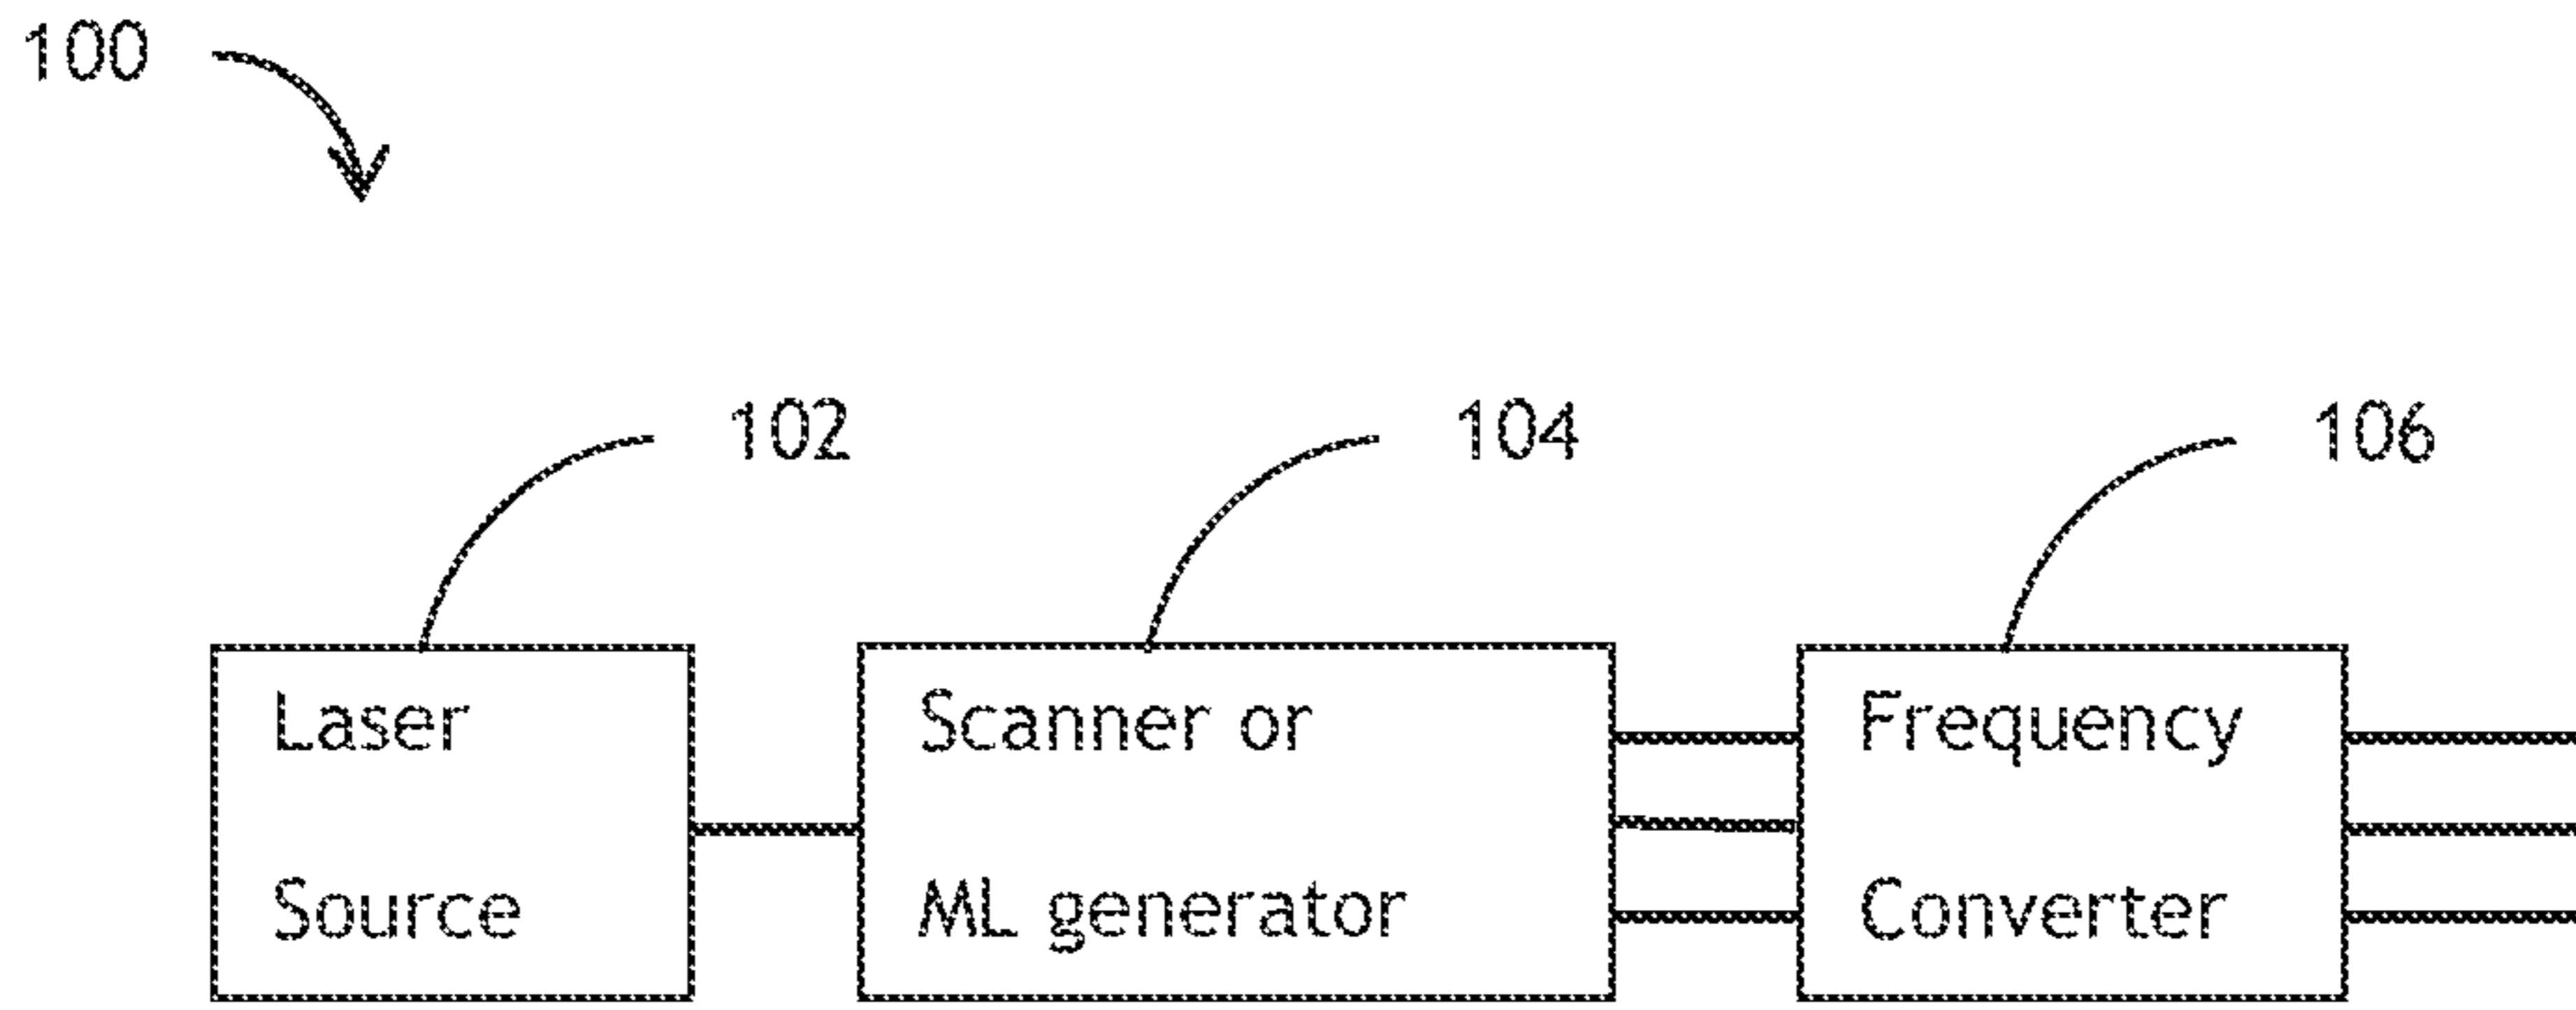 100
102
104
106
Laser
Source
Scanner or
ML generator
Frequency
Converter